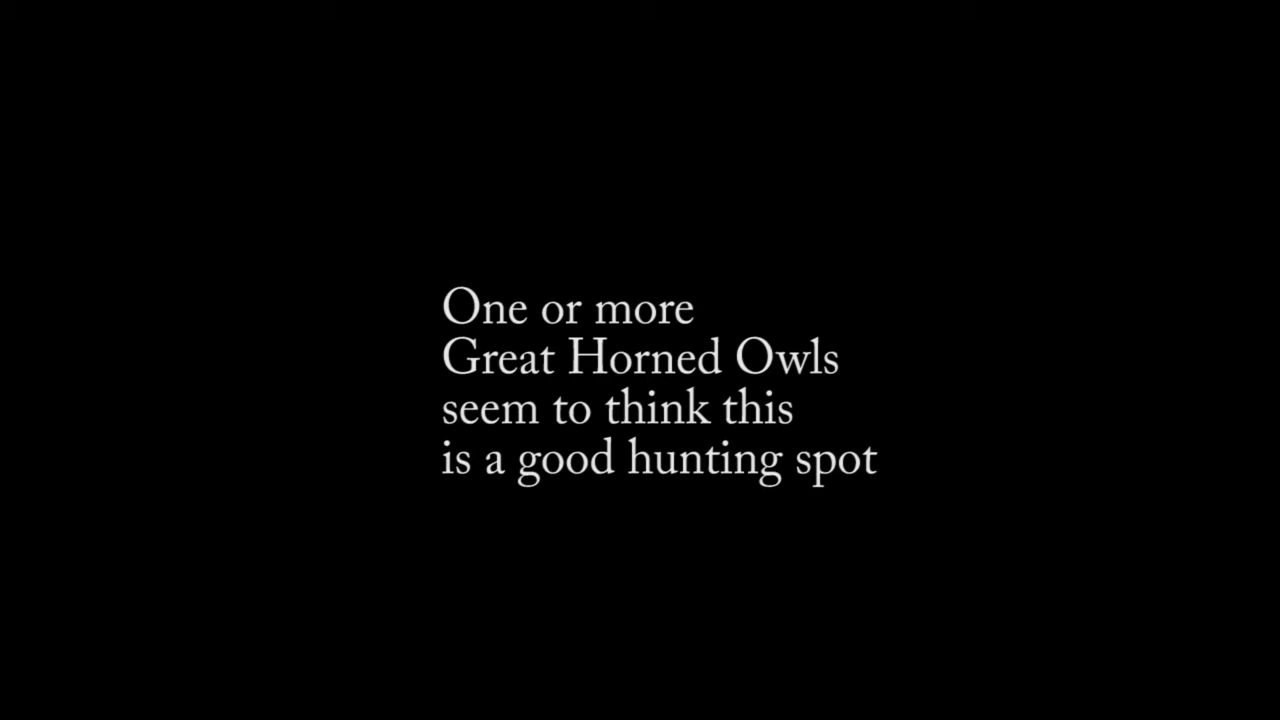 One or more
Great Horned Owls
seem to think this
is a good hunting spot